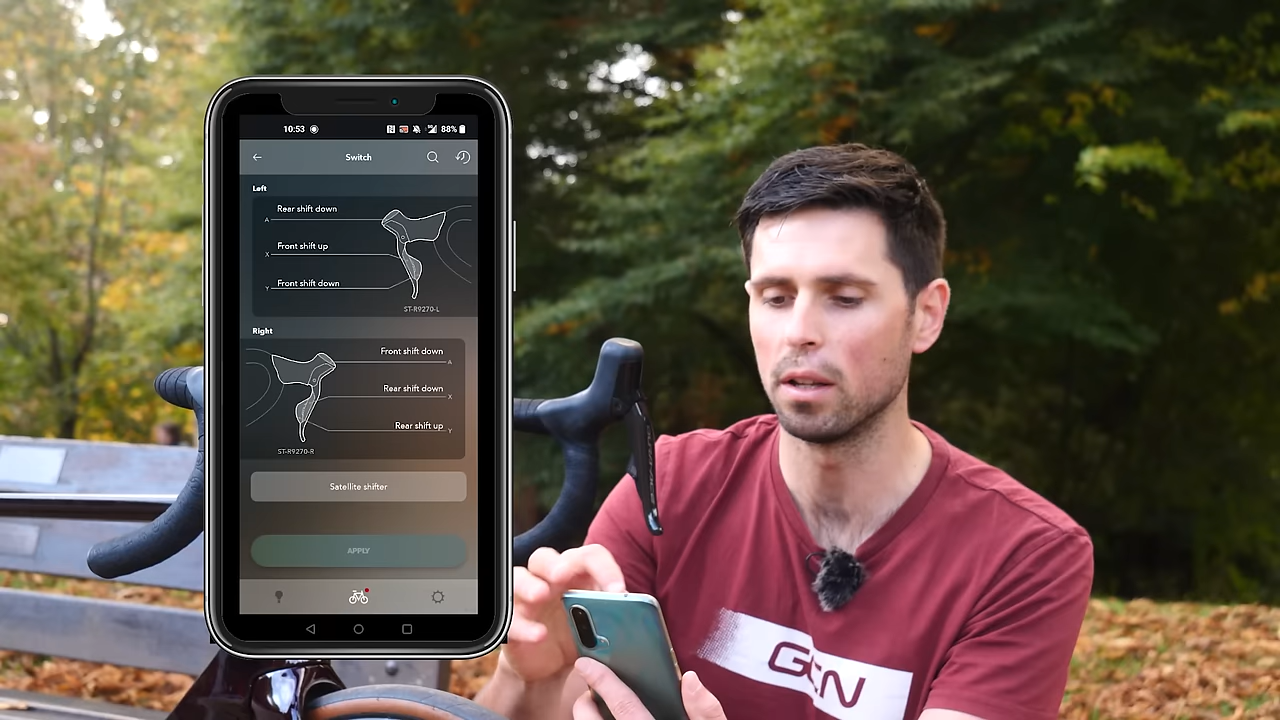 10:53
88%
Switch
Left
Rear shift down
A
Front shift up
X
Front shift down
Y
ST-R9270-L
Right
Front shift down
A
Rear shift down
X
Rear shift up
Y
ST-R9270-R
Satellite shifter
APPLY
SHIMANO
GCN